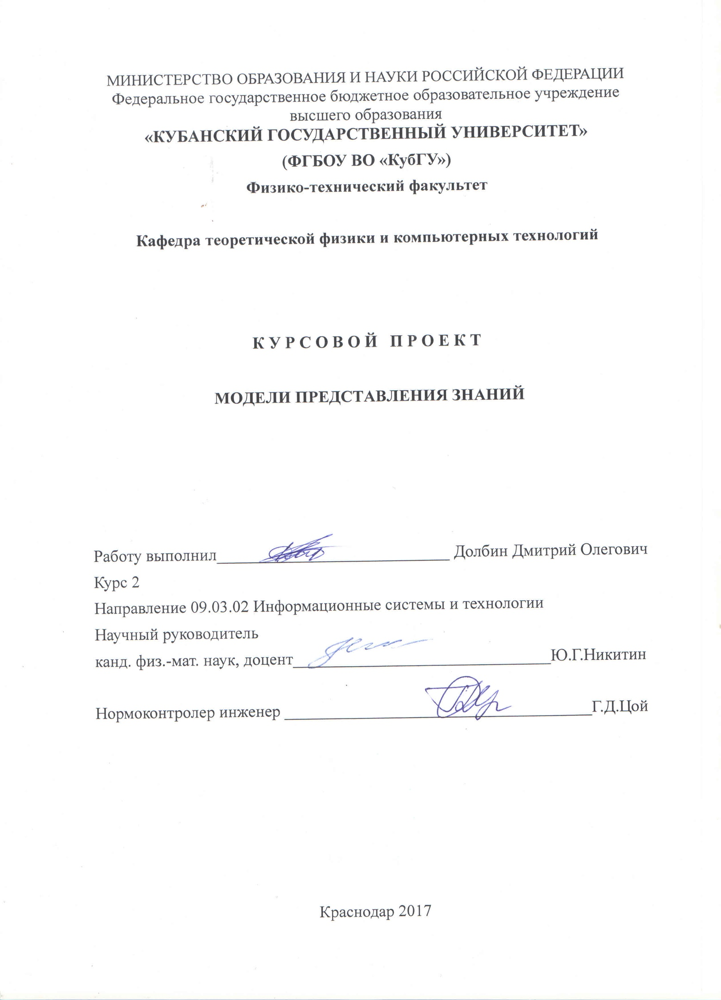 МИНИСТЕРСТВО ОБРАЗОВАНИЯ И НАУКИ РОССИЙСКОЙ ФЕДЕРАЦИИ
Федеральное государственное бюджетное образовательное учреждение
высшего образования
«КУБАНСКИЙ ГОСУДАРСТВЕННЫЙ УНИВЕРСИТЕТ»
(ФГБОУ ВО «КубГУ»)
Физико-технический факультет
Кафедра теоретической физики и компьютерных технологий
КУРСОВОЙ ПРОЕКТ
МОДЕЛИ ПРЕДСТАВЛЕНИЯ ЗНАНИЙ
Работу выполнил Долбин Дмитрий Олегович
Курс 2
Направление 09.03.02 Информационные системы и технологии
Научный руководитель
канд. физ.-мат. наук, доцент Ю.Г.Никитин
Нормоконтролер инженер Г.Д.Цой
Краснодар 2017